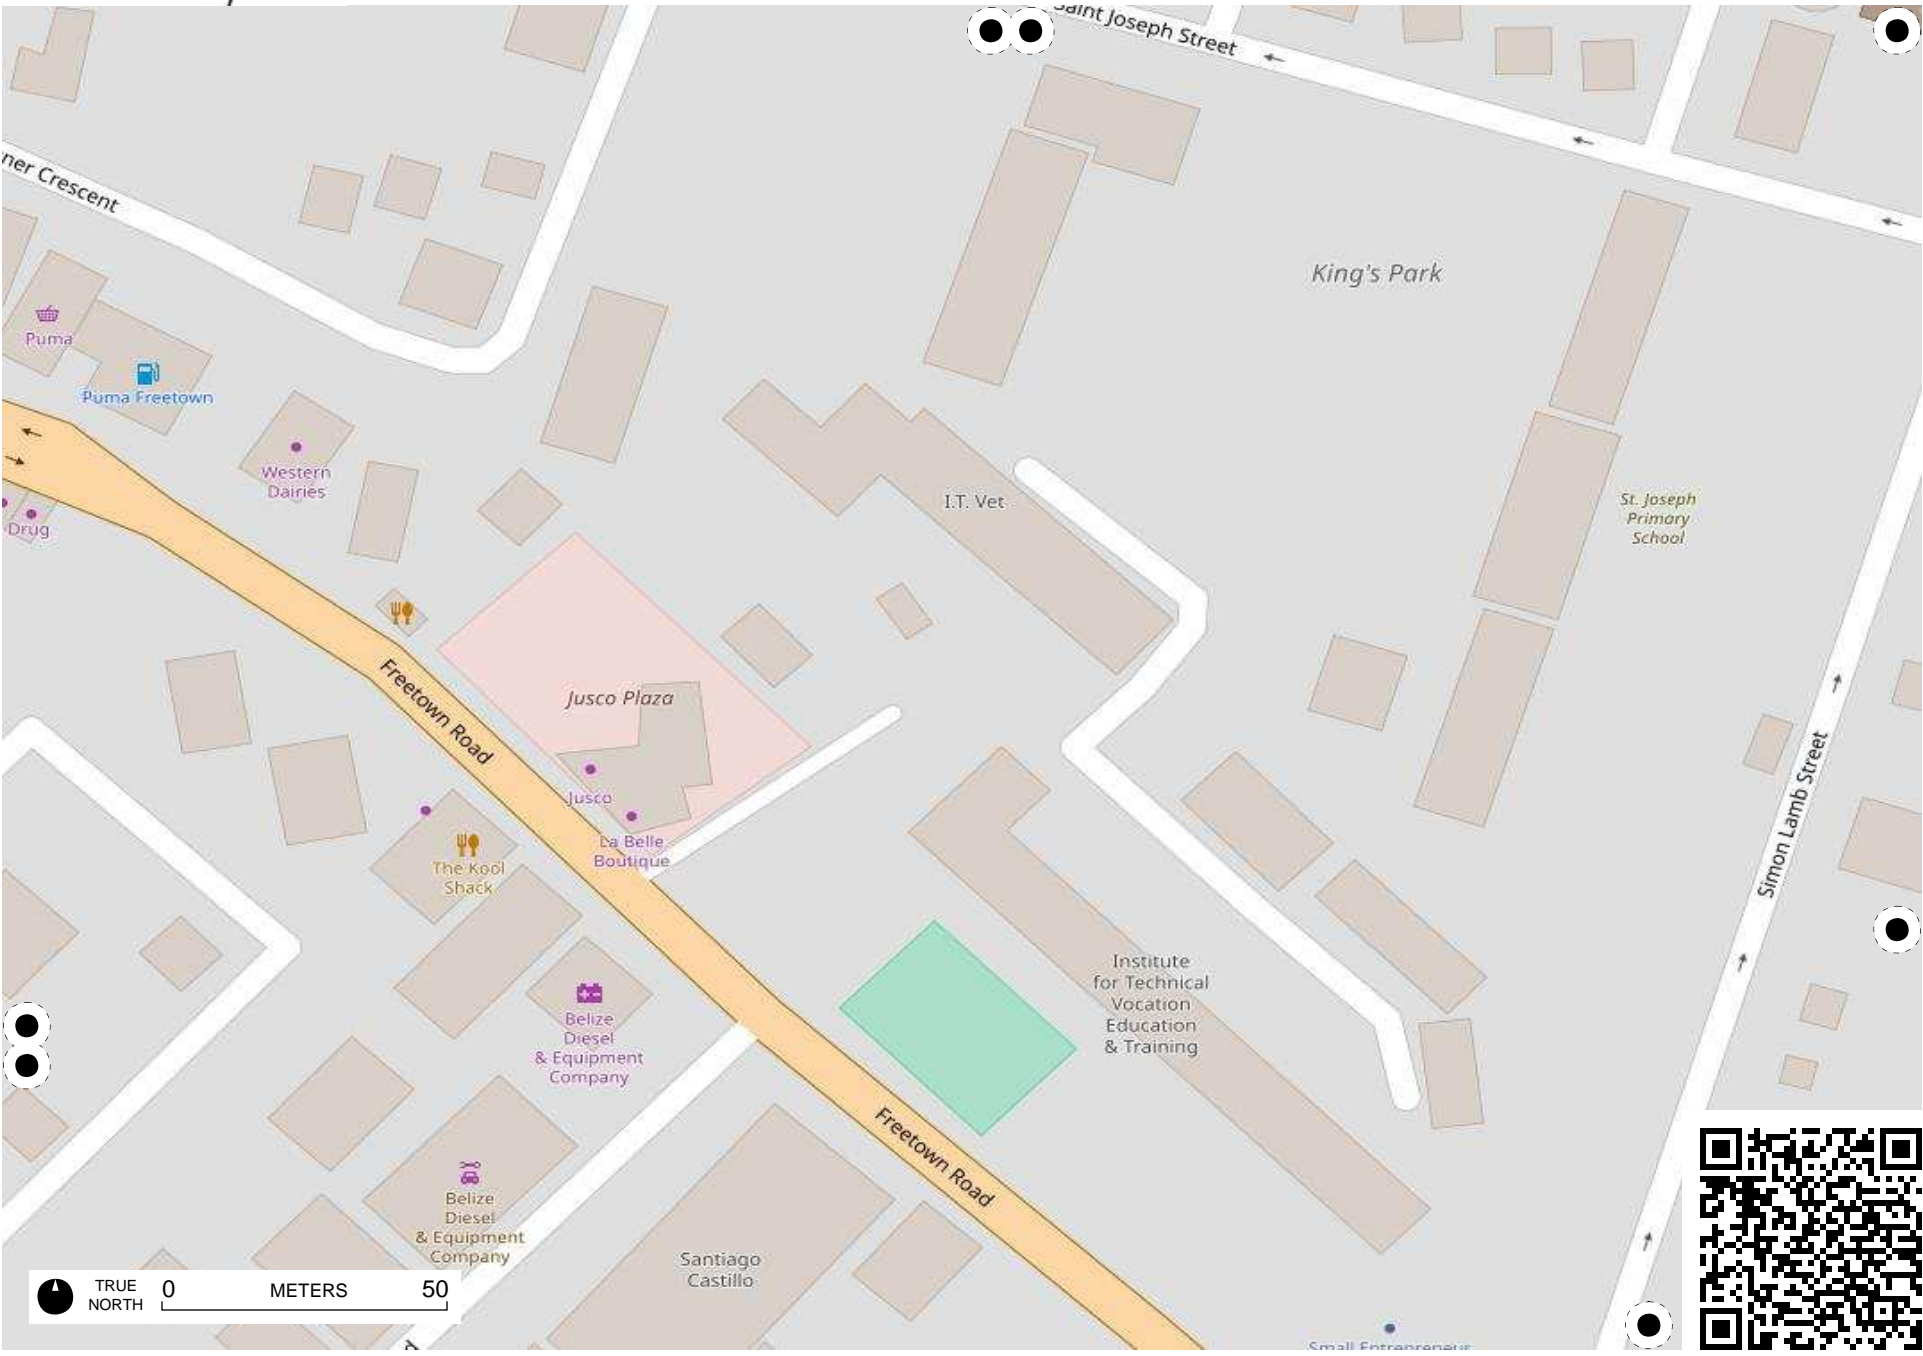 Saint Joseph Street
ner Crescent
King's Park
Puma
Puma Freetown
Western
Dairies
I.T. Vet
St. Joseph
Primary
School
Drug
Freetown Road
Jusco Plaza
Jusco
La Belle
Boutique
The Kool
Shack
Simon Lamb Street
Institute
for Technical
Vocation
Education
& Training
Belize
Diesel
& Equipment
Company
Freetown Road
Belize
Diesel
& Equipment
Company
Santiago
Castillo
TRUE
NORTH
0 METERS 50
Small Entrepreneur